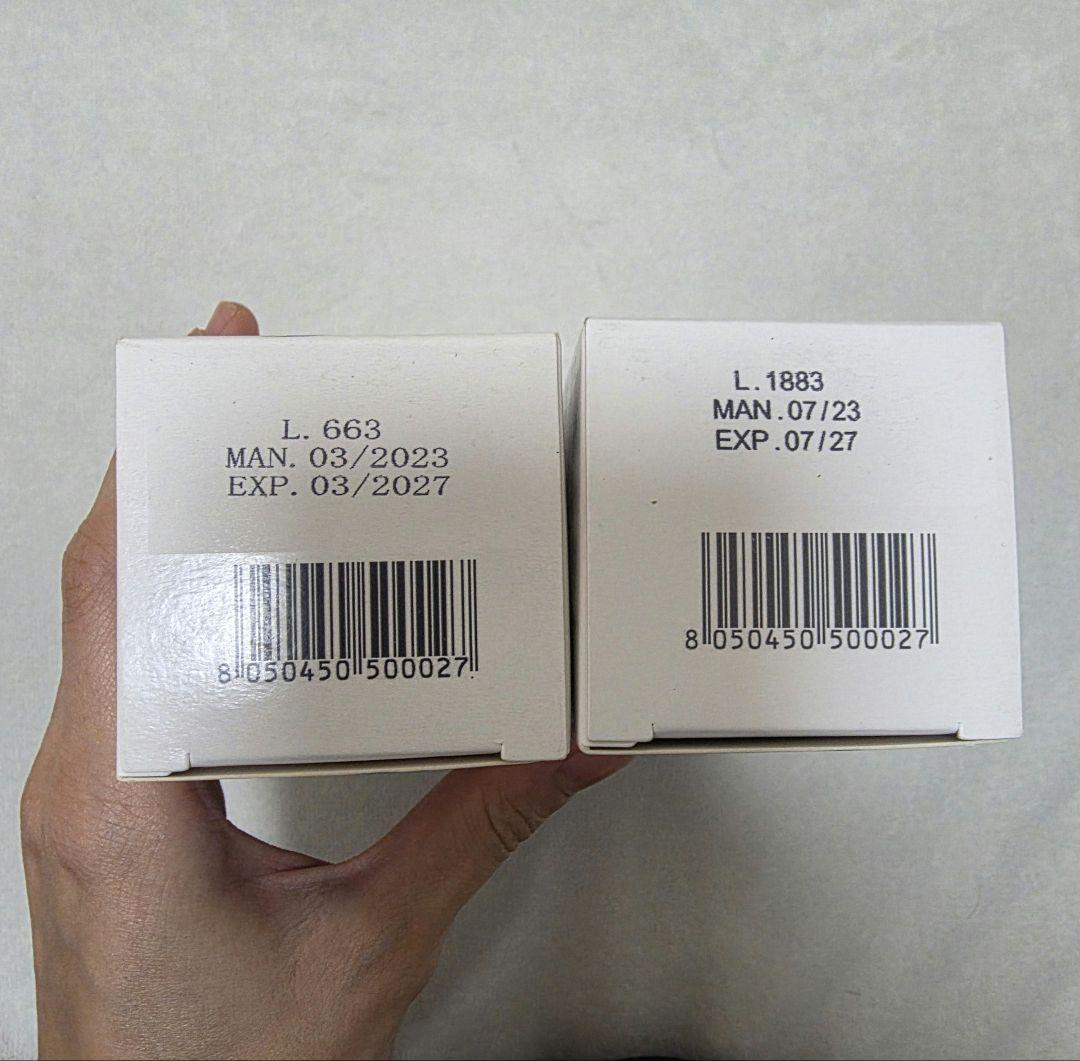 L. 663
MAN. 03/2023
EXP. 03/2027
8 050450 500027
L.1883
MAN.07/23
EXP.07/27
8 050450 500027